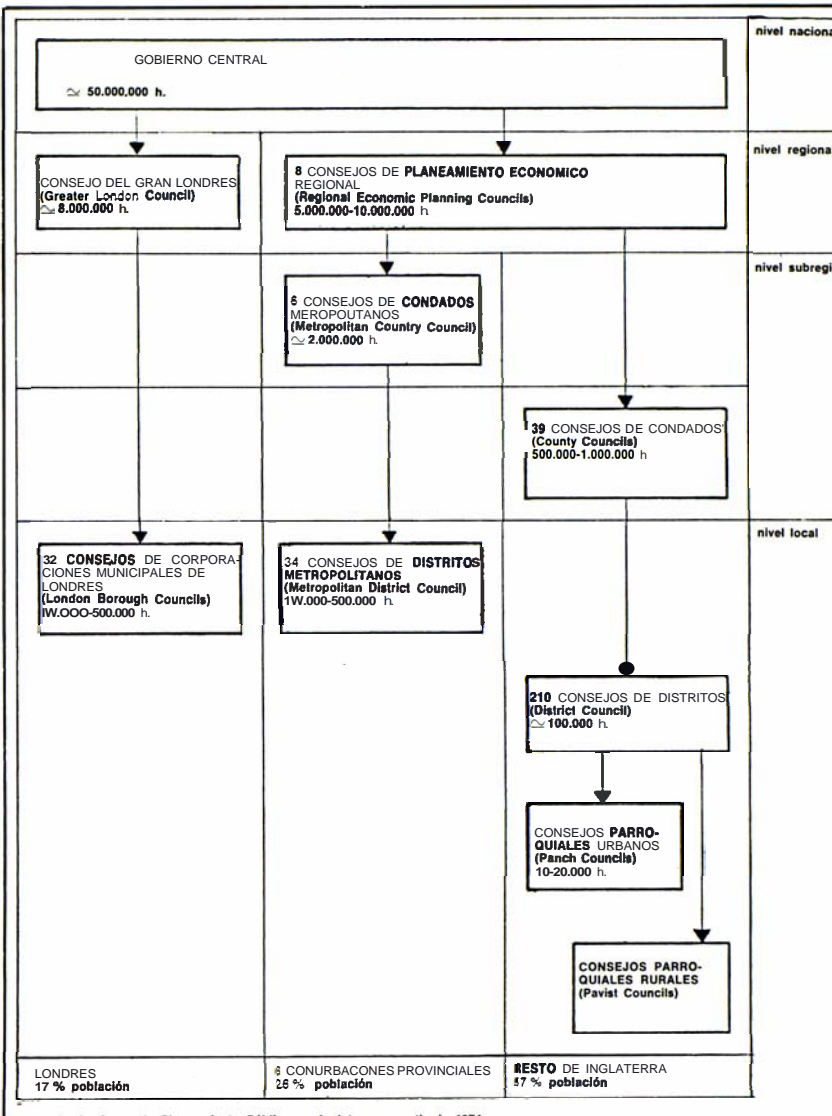 nivel naciona
GOBIERNO CENTRAL
≃ 50.000.000 h.
nivel regiona
CONSEJO DEL GRAN LONDRES
(Greater London Council)
≃ 8.000.000 h.
8 CONSEJOS DE PLANEAMIENTO ECONOMICO
REGIONAL
(Regional Economic Planning Councils)
5.000.000-10.000.000 h
nivel subregi
6 CONSEJOS DE CONDADOS
MEROPOUTANOS
(Metropolitan Country Council)
≃ 2.000.000 h.
39 CONSEJOS DE CONDADOS
(County Councils)
500.000-1.000.000 h
nivel local
32 CONSEJOS DE CORPORA-
CIONES MUNICIPALES DE
LONDRES
(London Borough Councils)
IW.OOO-500.000 h.
34 CONSEJOS DE DISTRITOS
METROPOLITANOS
(Metropolitan District Council)
1W.000-500.000 h.
210 CONSEJOS DE DISTRITOS
(District Council)
≃ 100.000 h.
CONSEJOS PARRO-
QUIALES URBANOS
(Panch Councils)
10-20.000 h.
CONSEJOS PARRO-
QUIALES RURALES
(Pavist Councils)
LONDRES
17 % población
6 CONURBACONES PROVINCIALES
26 % población
RESTO DE INGLATERRA
57 % población